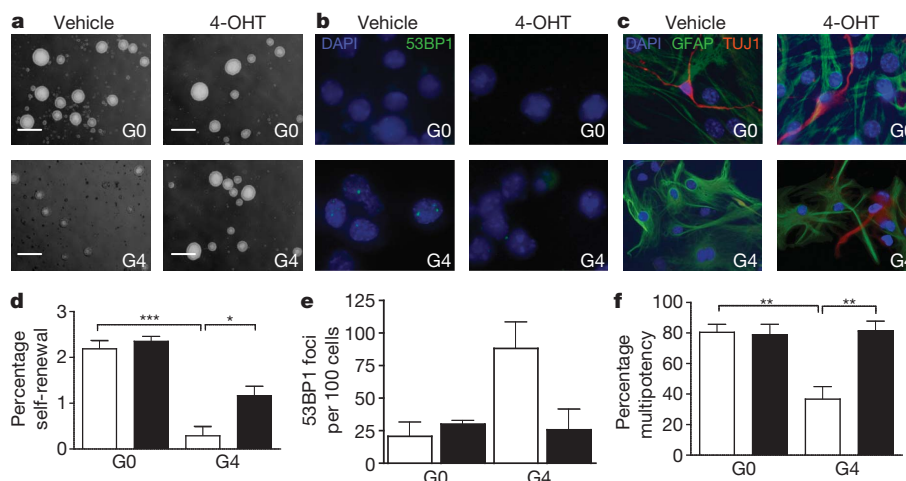 a
Vehicle
4-OHT
G0
G0
G4
G4
b
Vehicle
4-OHT
DAPI
53BP1
G0
G0
G4
G4
c
Vehicle
4-OHT
DAPI GFAP TUJ1
G0
G0
G4
G4
d
Percentage
self-renewal
3
2
1
0
***
*
G0
G4
e
53BP1 foci
per 100 cells
125
100
75
50
25
0
G0
G4
f
Percentage
multipotency
100
80
60
40
20
0
**
**
G0
G4